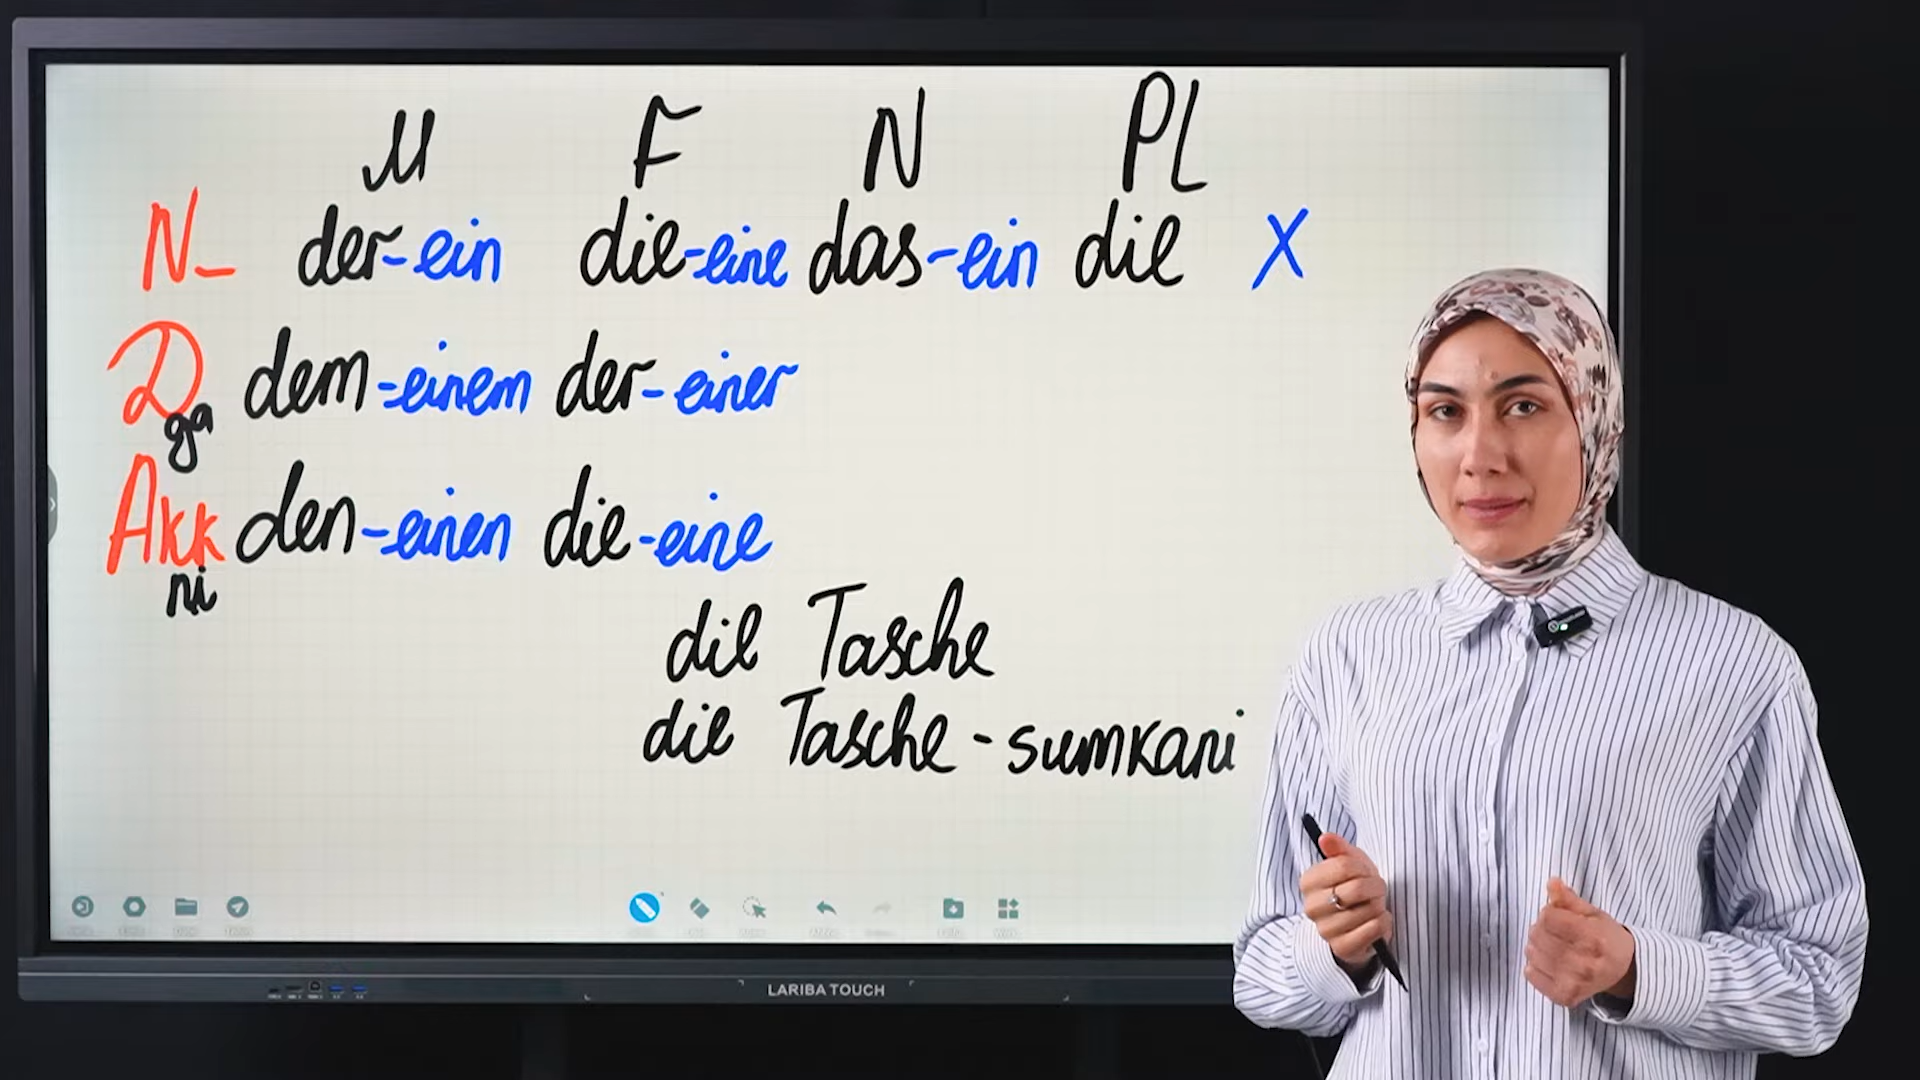 M F N PL
N- der-ein die-eine das-ein die X
D dem-einem der-einer
ga
Akk den-einen die-eine
ni
die Tasche
die Tasche - sumkani
LARIBA TOUCH